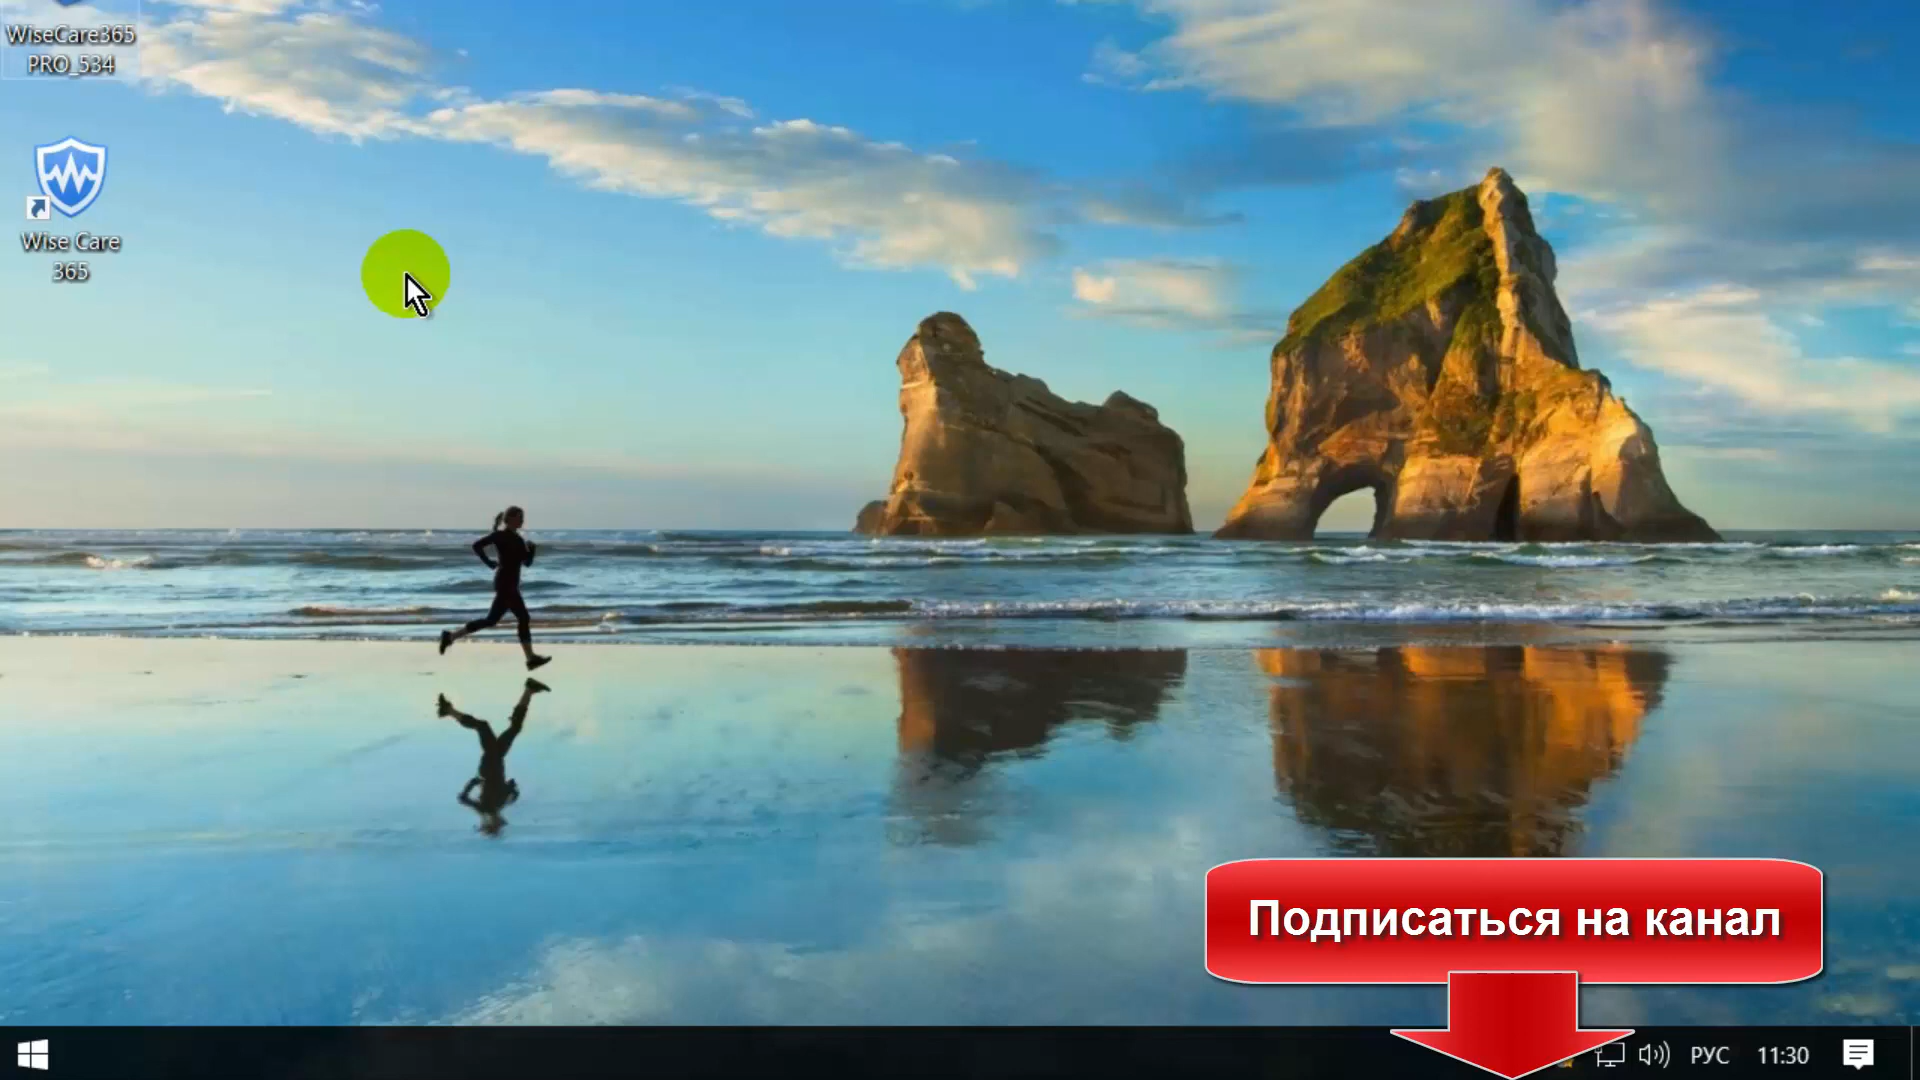 WiseCare365
PRO_534
Wise Care
365
Подписаться на канал
РУС
11:30